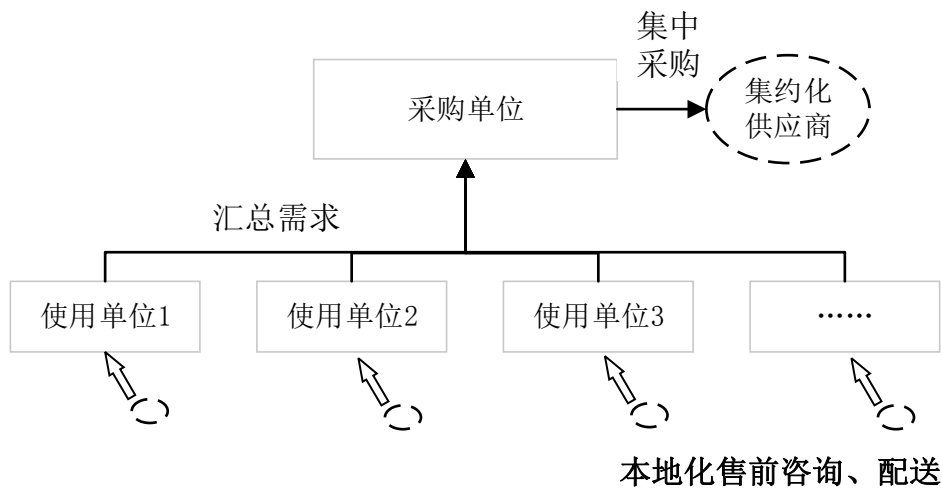 集中
采购
采购单位
集约化
供应商
汇总需求
使用单位1
使用单位2
使用单位3
……
本地化售前咨询、配送